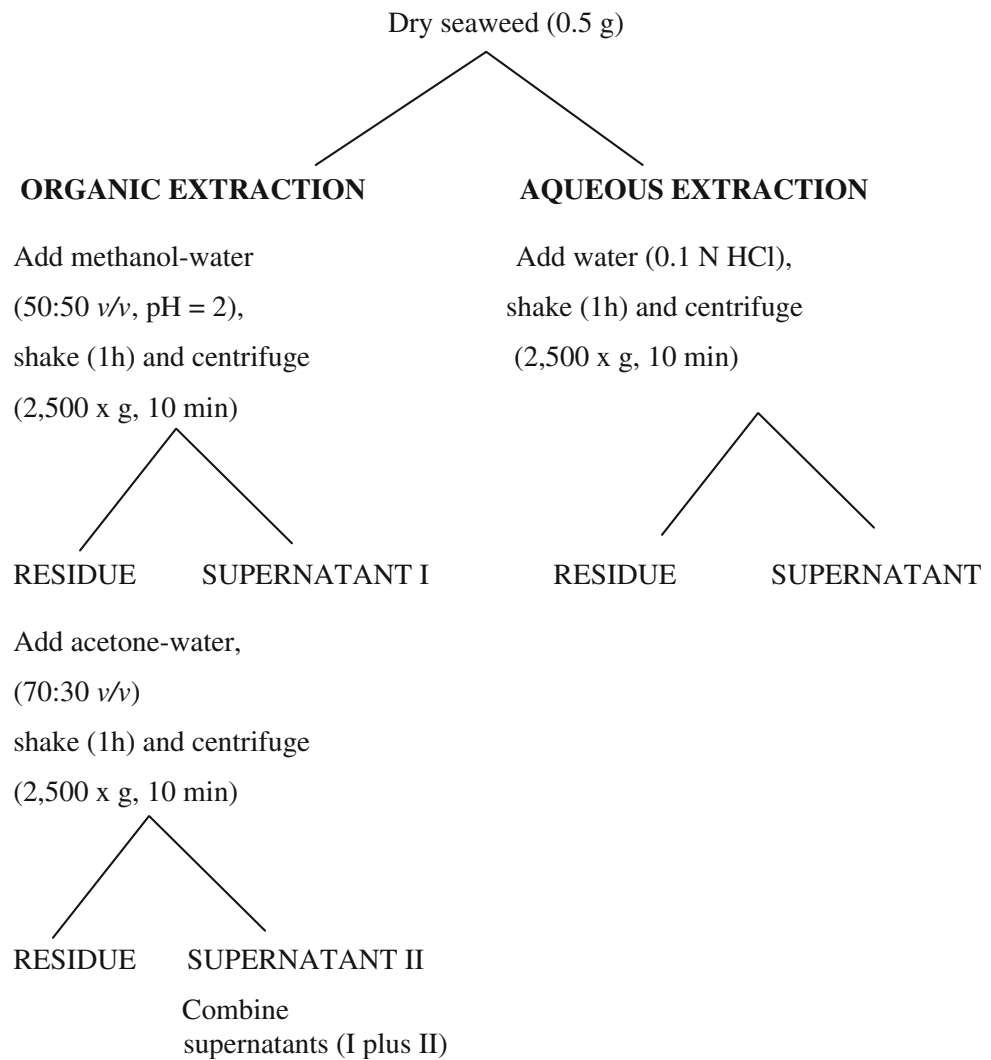 Dry seaweed (0.5 g)
ORGANIC EXTRACTION
Add methanol-water
(50:50 v/v, pH = 2),
shake (1h) and centrifuge
(2,500 x g, 10 min)
RESIDUE
SUPERNATANT I
Add acetone-water,
(70:30 v/v)
shake (1h) and centrifuge
(2,500 x g, 10 min)
RESIDUE
SUPERNATANT II
Combine
supernatants (I plus II)
AQUEOUS EXTRACTION
Add water (0.1 N HCl),
shake (1h) and centrifuge
(2,500 x g, 10 min)
RESIDUE
SUPERNATANT